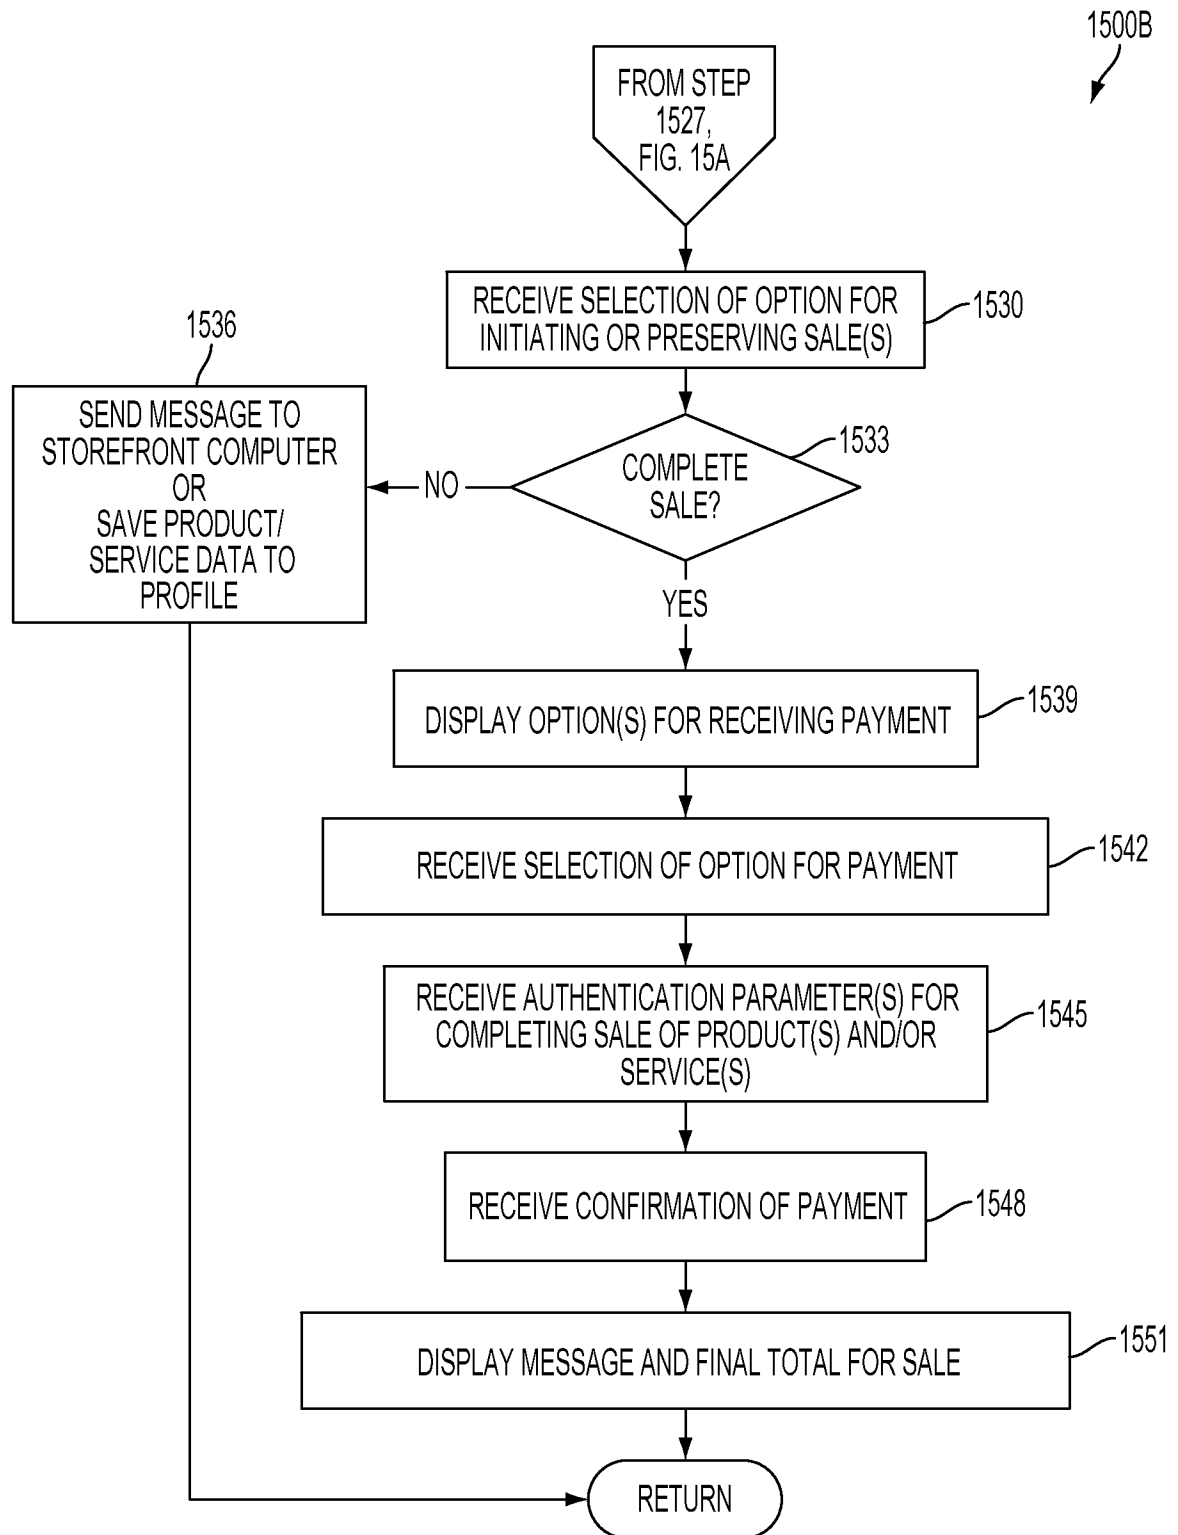 1500B
FROM STEP
1527,
FIG. 15A
RECEIVE SELECTION OF OPTION FOR
INITIATING OR PRESERVING SALE(S)
1530
1536
SEND MESSAGE TO
STOREFRONT COMPUTER
OR
SAVE PRODUCT/
SERVICE DATA TO
PROFILE
NO
COMPLETE
SALE?
1533
YES
DISPLAY OPTION(S) FOR RECEIVING PAYMENT
1539
RECEIVE SELECTION OF OPTION FOR PAYMENT
1542
RECEIVE AUTHENTICATION PARAMETER(S) FOR
COMPLETING SALE OF PRODUCT(S) AND/OR
SERVICE(S)
1545
RECEIVE CONFIRMATION OF PAYMENT
1548
DISPLAY MESSAGE AND FINAL TOTAL FOR SALE
1551
RETURN